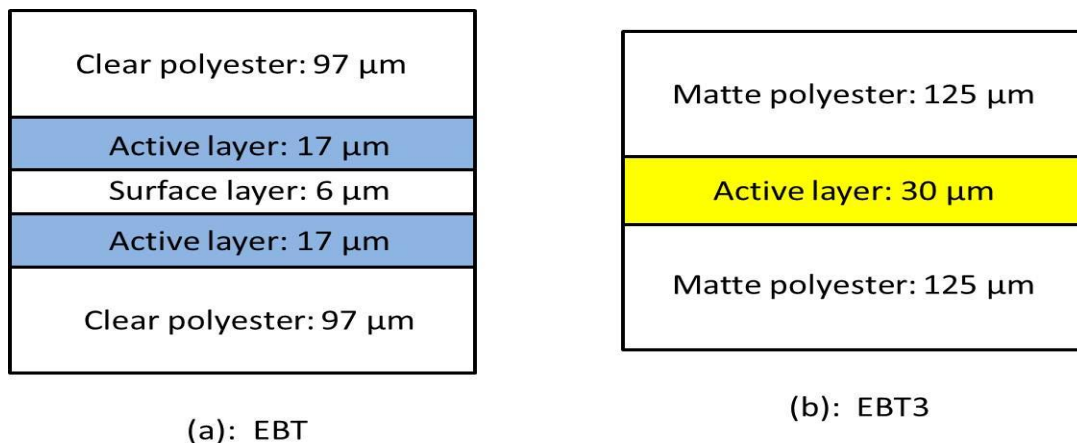 Clear polyester: 97 µm
Active layer: 17 µm
Surface layer: 6 µm
Active layer: 17 µm
Clear polyester: 97 µm
(a): EBT
Matte polyester: 125 µm
Active layer: 30 µm
Matte polyester: 125 µm
(b): EBT3